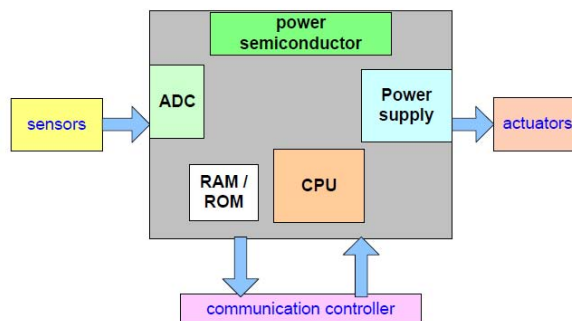 power
semiconductor
ADC
Power
supply
sensors
actuators
RAM /
ROM
CPU
communication controller